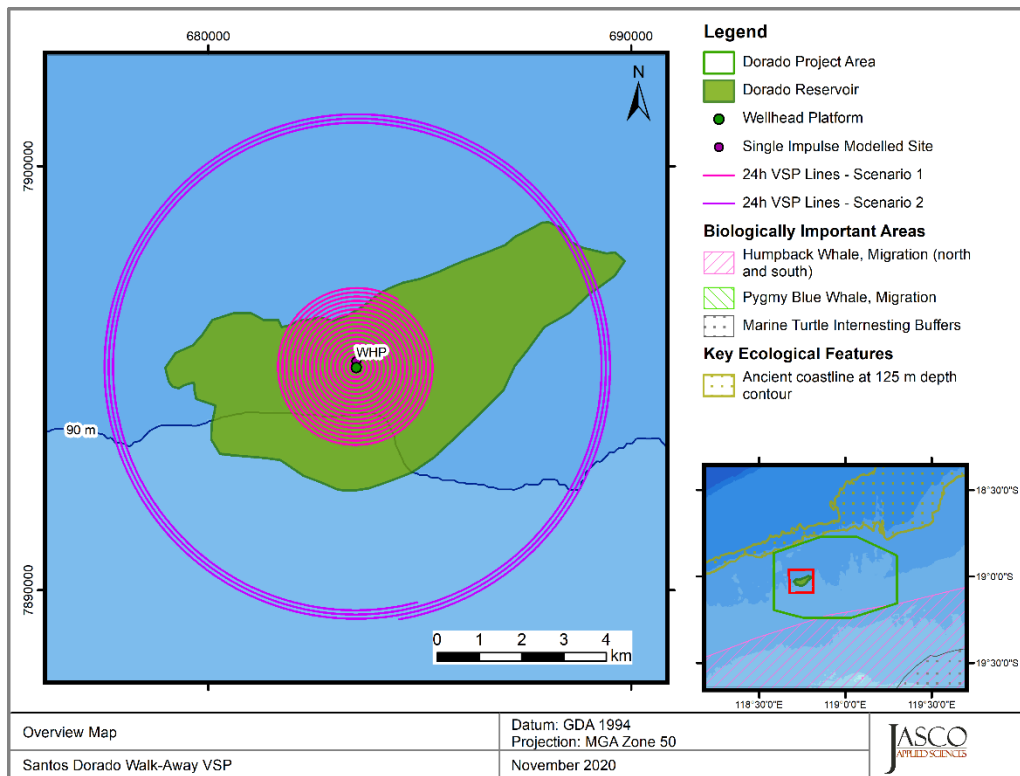 680000
690000
7900000
7890000
N
WHP
90 m
0 1 2 3 4
km
Legend
Dorado Project Area
Dorado Reservoir
Wellhead Platform
Single Impulse Modelled Site
24h VSP Lines - Scenario 1
24h VSP Lines - Scenario 2
Biologically Important Areas
Humpback Whale, Migration (north
and south)
Pygmy Blue Whale, Migration
Marine Turtle Internesting Buffers
Key Ecological Features
Ancient coastline at 125 m depth
contour
18°30'0"S
19°0'0"S
19°30'0"S
118°30'0"E 119°0'0"E 119°30'0"E
Overview Map
Datum: GDA 1994
Projection: MGA Zone 50
Santos Dorado Walk-Away VSP
November 2020
JASCO
APPLIED SCIENCES